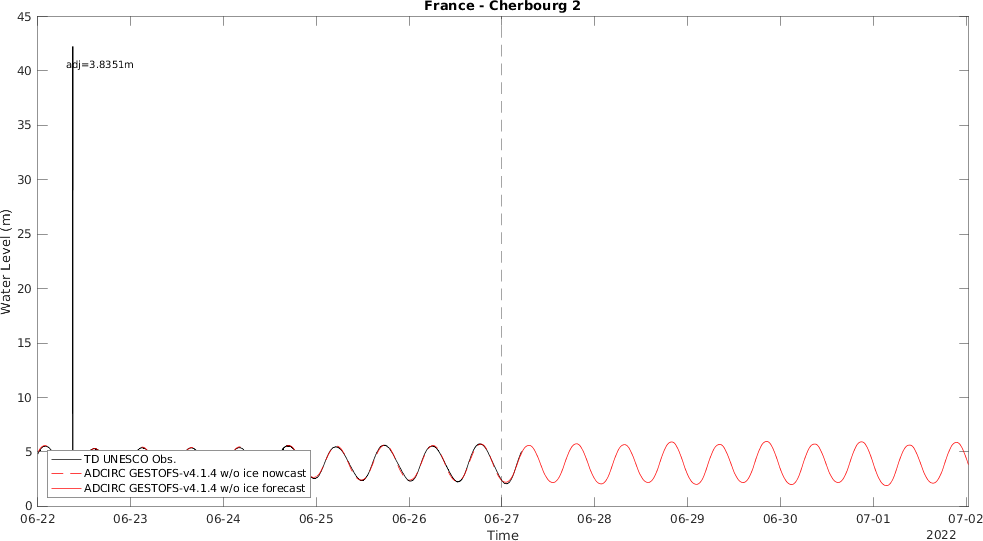 France - Cherbourg 2
45
40
35
30
25
20
15
10
5
0
Water Level (m)
adj=3.8351m
TD UNESCO Obs.
ADCIRC GESTOFS-v4.1.4 w/o ice nowcast
ADCIRC GESTOFS-v4.1.4 w/o ice forecast
06-22 06-23 06-24 06-25 06-26 06-27 06-28 06-29 06-30 07-01 07-02
Time
2022